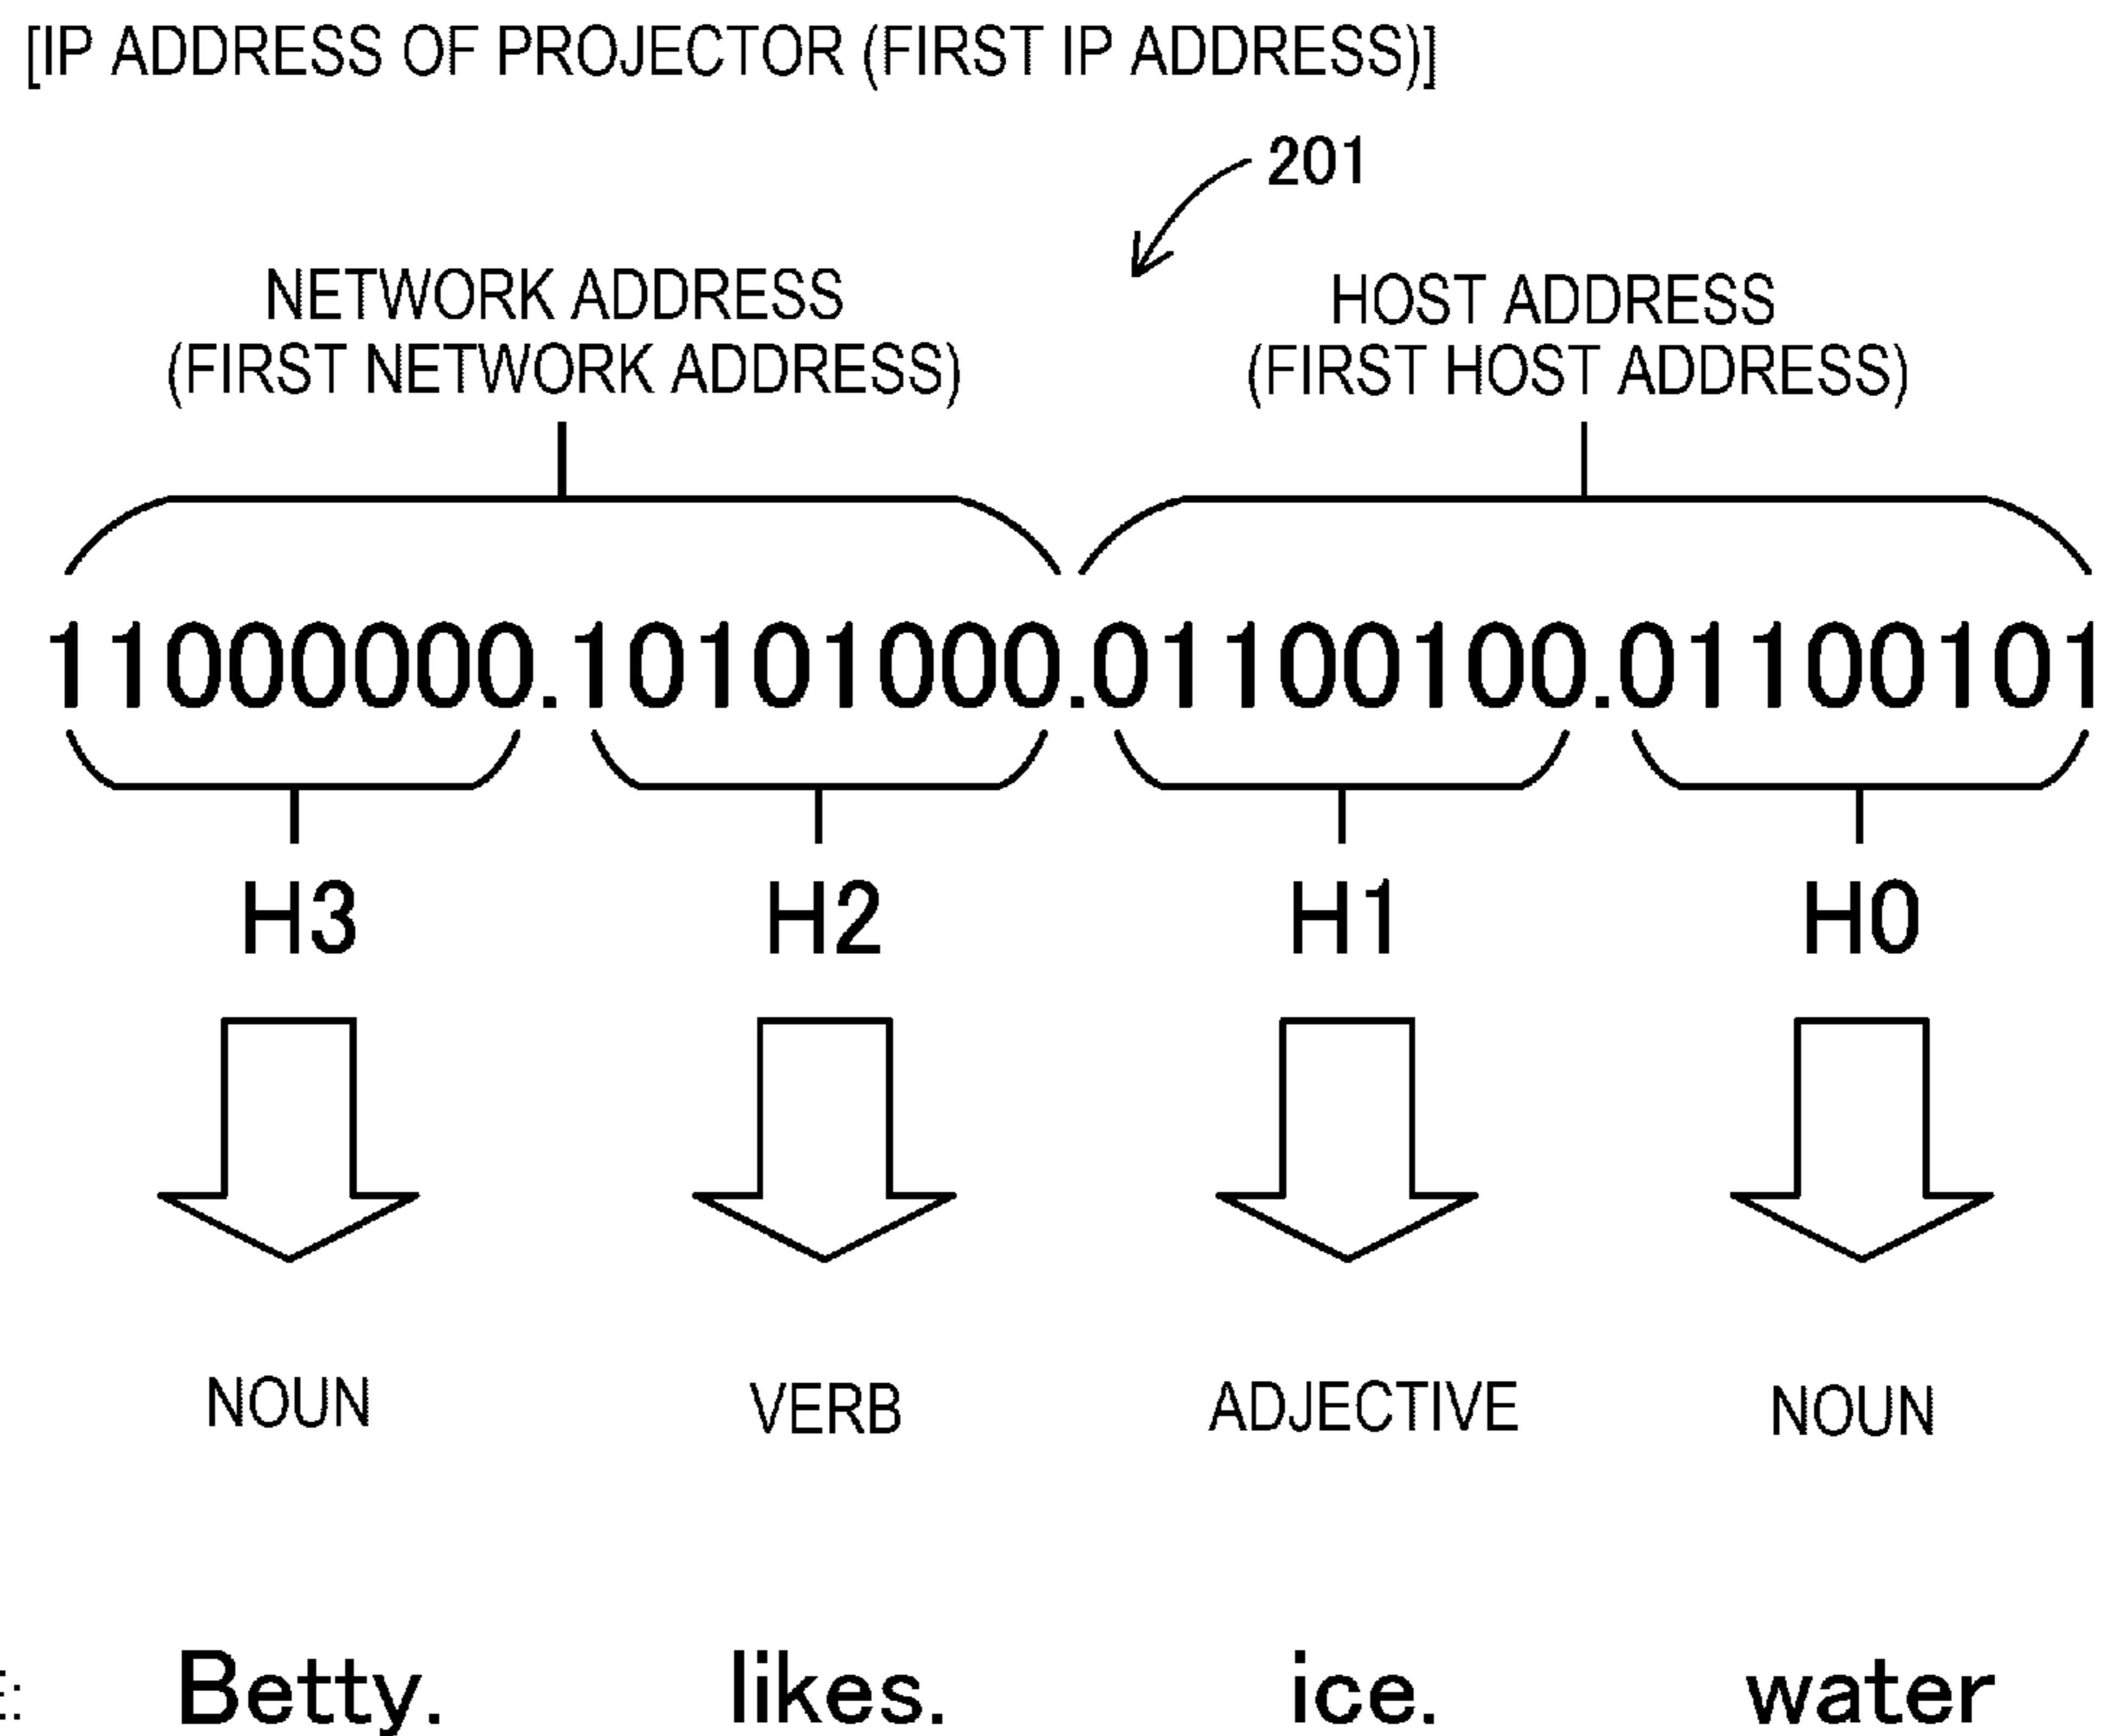 [IP ADDRESS OF PROJECTOR (FIRST IP ADDRESS)]
201
NETWORK ADDRESS
(FIRST NETWORK ADDRESS)
HOST ADDRESS
(FIRST HOST ADDRESS)
11000000.10101000.01100100.01100101
H3 H2 H1 H0
NOUN VERB ADJECTIVE NOUN
Betty. likes. ice. water